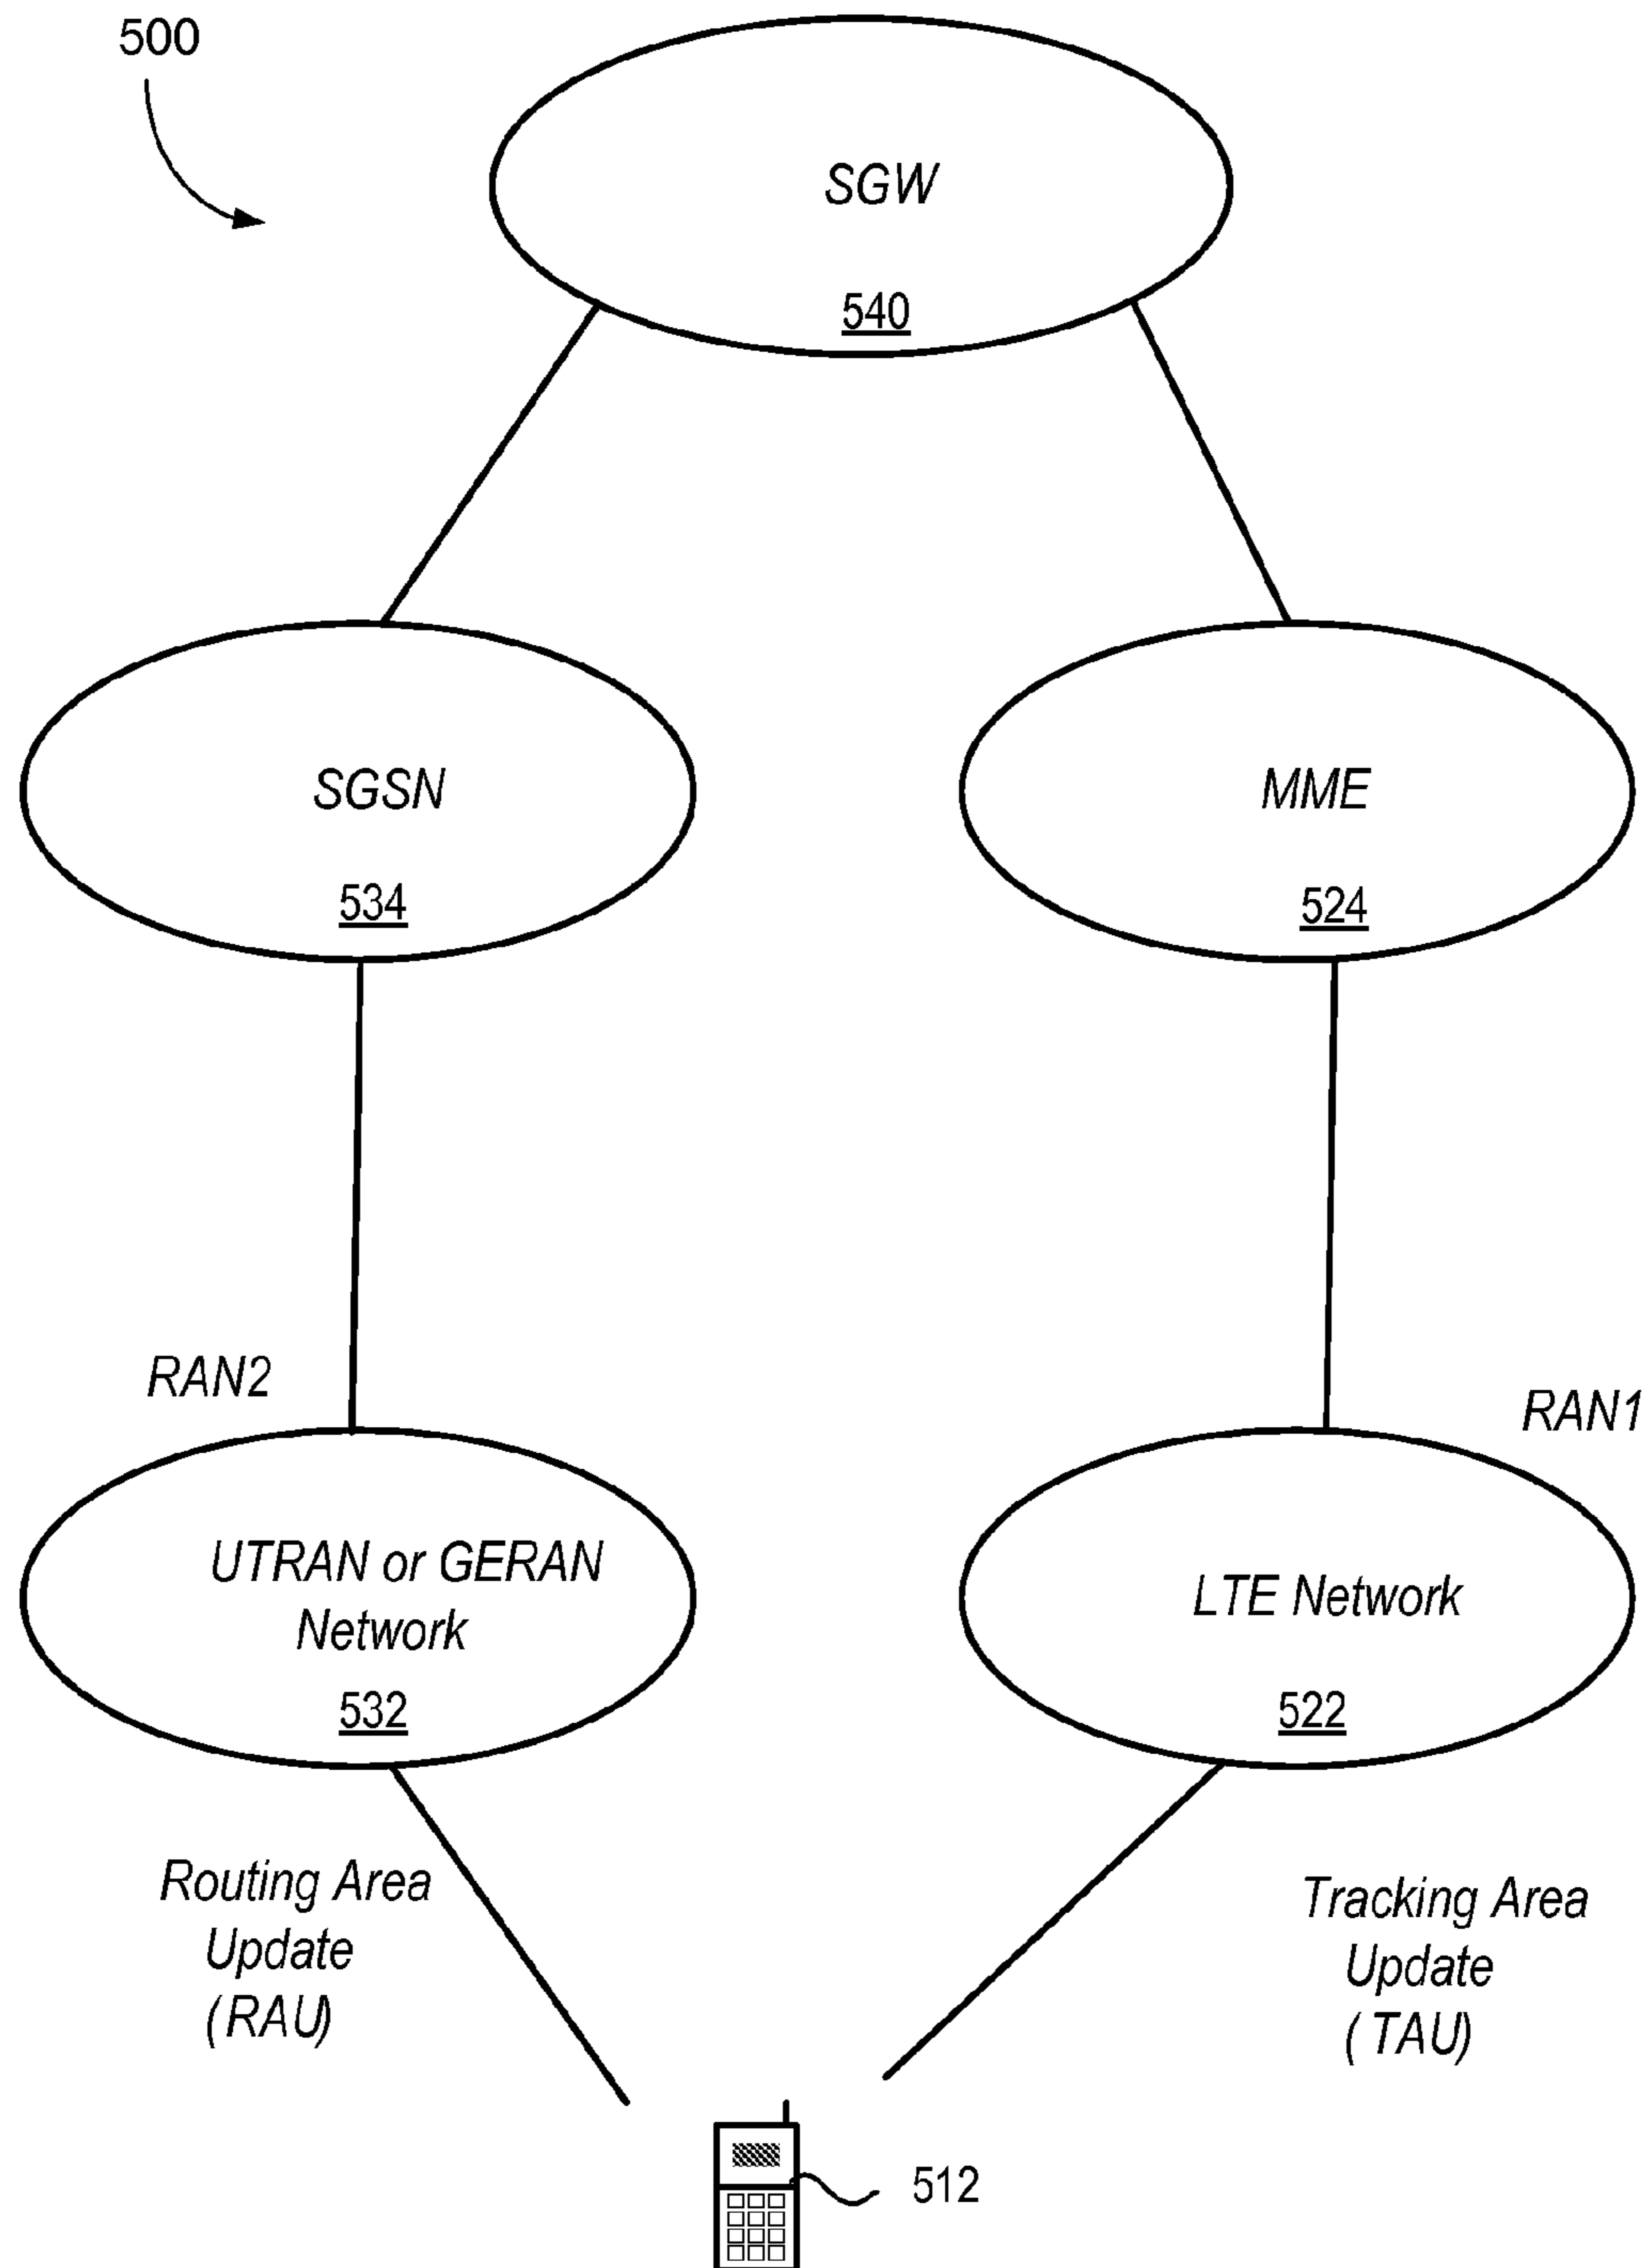 500
SGW
540
SGSN
534
MME
524
RAN2
RAN1
UTRAN or GERAN
Network
532
LTE Network
522
Routing Area
Update
(RAU)
Tracking Area
Update
( TAU)
512